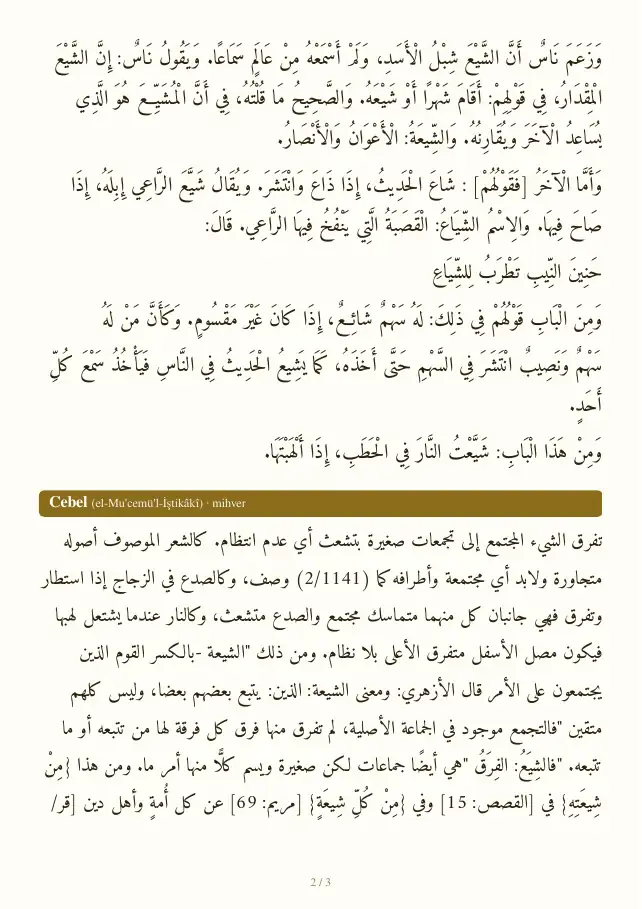 وَزَعَمَ نَاسٌ أَنَّ الشَّيْعَ شِبْلُ الْأَسَدِ، وَلَمْ أَسْمَعْهُ مِنْ عَالِمٍ سَمَاعًا. وَيَقُولُ نَاسٌ: إِنَّ الشَّيْعَ
الْمِقْدَارُ، فِي قَوْلِهِمْ: أَقَامَ شَهْرًا أَوْ شَيْعَهُ. وَالصَّحِيحُ مَا قُلْتُهُ، فِي أَنَّ الْمُشَيِّعَ هُوَ الَّذِي
يُسَاعِدُ الْآخَرَ وَيُقَارِنُهُ. وَالشِّيعَةُ: الْأَعْوَانُ وَالْأَنْصَارُ.
وَأَمَّا الْآخَرُ [فَقَوْلُهُمْ] : شَاعَ الْحَدِيثُ، إِذَا ذَاعَ وَانْتَشَرَ. وَيُقَالُ شَيَّعَ الرَّاعِي إِبِلَهُ، إِذَا
صَاحَ فِيهَا. وَالِاسْمُ الشِّيَاعُ: الْقَصَبَةُ الَّتِي يَنْفُخُ فِيهَا الرَّاعِي. قَالَ:
حَنِينَ النِّيبِ تَطْرَبُ لِلشِّيَاعِ
وَمِنَ الْبَابِ قَوْلُهُمْ فِي ذَلِكَ: لَهُ سَهْمٌ شَائِعٌ، إِذَا كَانَ غَيْرَ مَقْسُومٍ. وَكَأَنَّ مَنْ لَهُ
سَهْمٌ وَنَصِيبٌ انْتَشَرَ فِي السَّهْمِ حَتَّى أَخَذَهُ، كَمَا يَشِيعُ الْحَدِيثُ فِي النَّاسِ فَيَأْخُذُ سَمْعَ كُلِّ
أَحَدٍ.
وَمِنْ هَذَا الْبَابِ: شَيَّعْتُ النَّارَ فِي الْحَطَبِ، إِذَا أَلْهَبْتَهَا.
Cebel (el-Mu'cemü'l-İştikâkî) · mihver
تفرق الشيء المجتمع إلى تجمعات صغيرة بتشعث أي عدم انتظام. كالشعر الموصوف أصوله
متجاورة ولابد أي مجتمعة وأطرافه كما (2/1141) وصف، وكالصدع في الزجاج إذا استطار
وتفرق فهي جانبان كل منهما متماسك مجتمع والصدع متشعث، وكالنار عندما يشتعل لهبها
فيكون مصل الأسفل متفرق الأعلى بلا نظام. ومن ذلك "الشيعة -بالكسر القوم الذين
يجتمعون على الأمر قال الأزهري: ومعنى الشيعة: الذين: يتبع بعضهم بعضا، وليس كلهم
متقين "فالتجمع موجود في الجماعة الأصلية، لم تفرق منها فرق كل فرقة لها من تتبعه أو ما
تتبعه. "فالشِيَعُ: الفِرَقُ "هي أيضًا جماعات لكن صغيرة ويسم كلًّا منها أمر ما. ومن هذا {مِنْ
شِيعَتِهِ} في [القصص: 15] وفي {مِنْ كُلِّ شِيعَةٍ} [مريم: 69] عن كل أُمةٍ وأهل دين [قر/
2 / 3